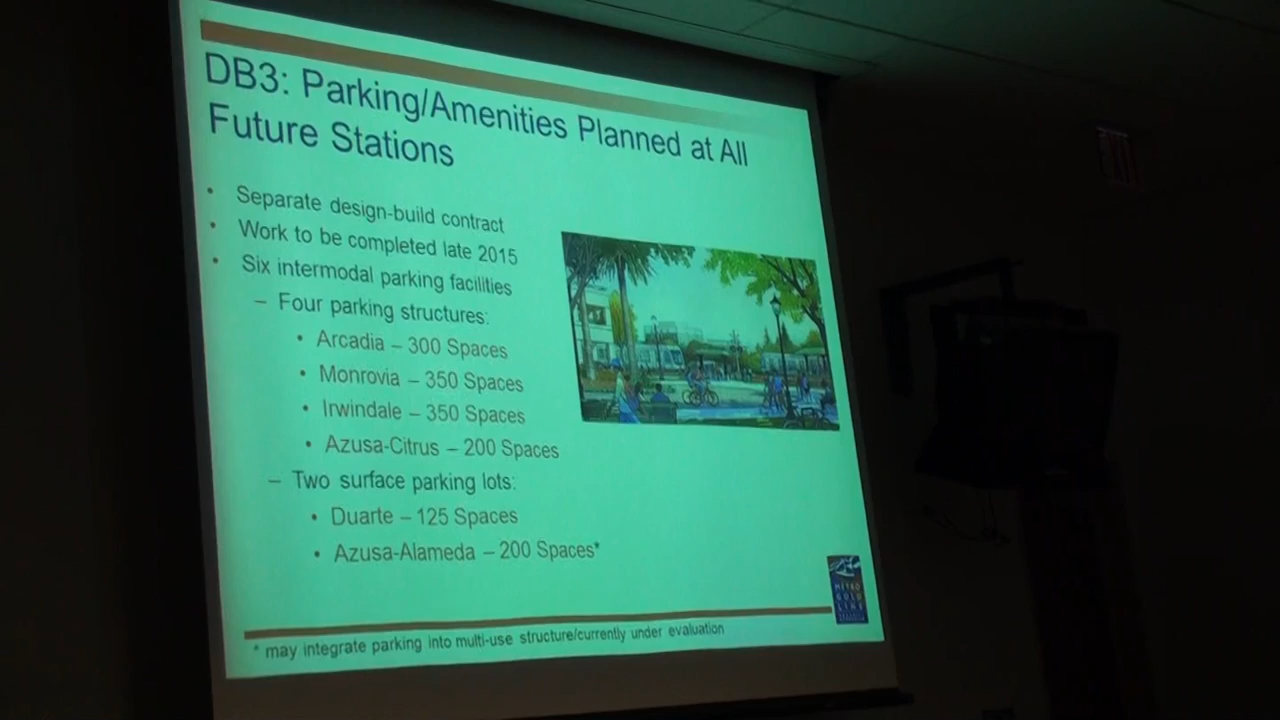 DB3: Parking/Amenities Planned at All
Future Stations
• Separate design-build contract
• Work to be completed late 2015
• Six intermodal parking facilities
– Four parking structures:
• Arcadia – 300 Spaces
• Monrovia – 350 Spaces
• Irwindale – 350 Spaces
• Azusa-Citrus – 200 Spaces
– Two surface parking lots:
• Duarte – 125 Spaces
• Azusa-Alameda – 200 Spaces*
METRO
GOLD
LINE
* may integrate parking into multi-use structure/currently under evaluation